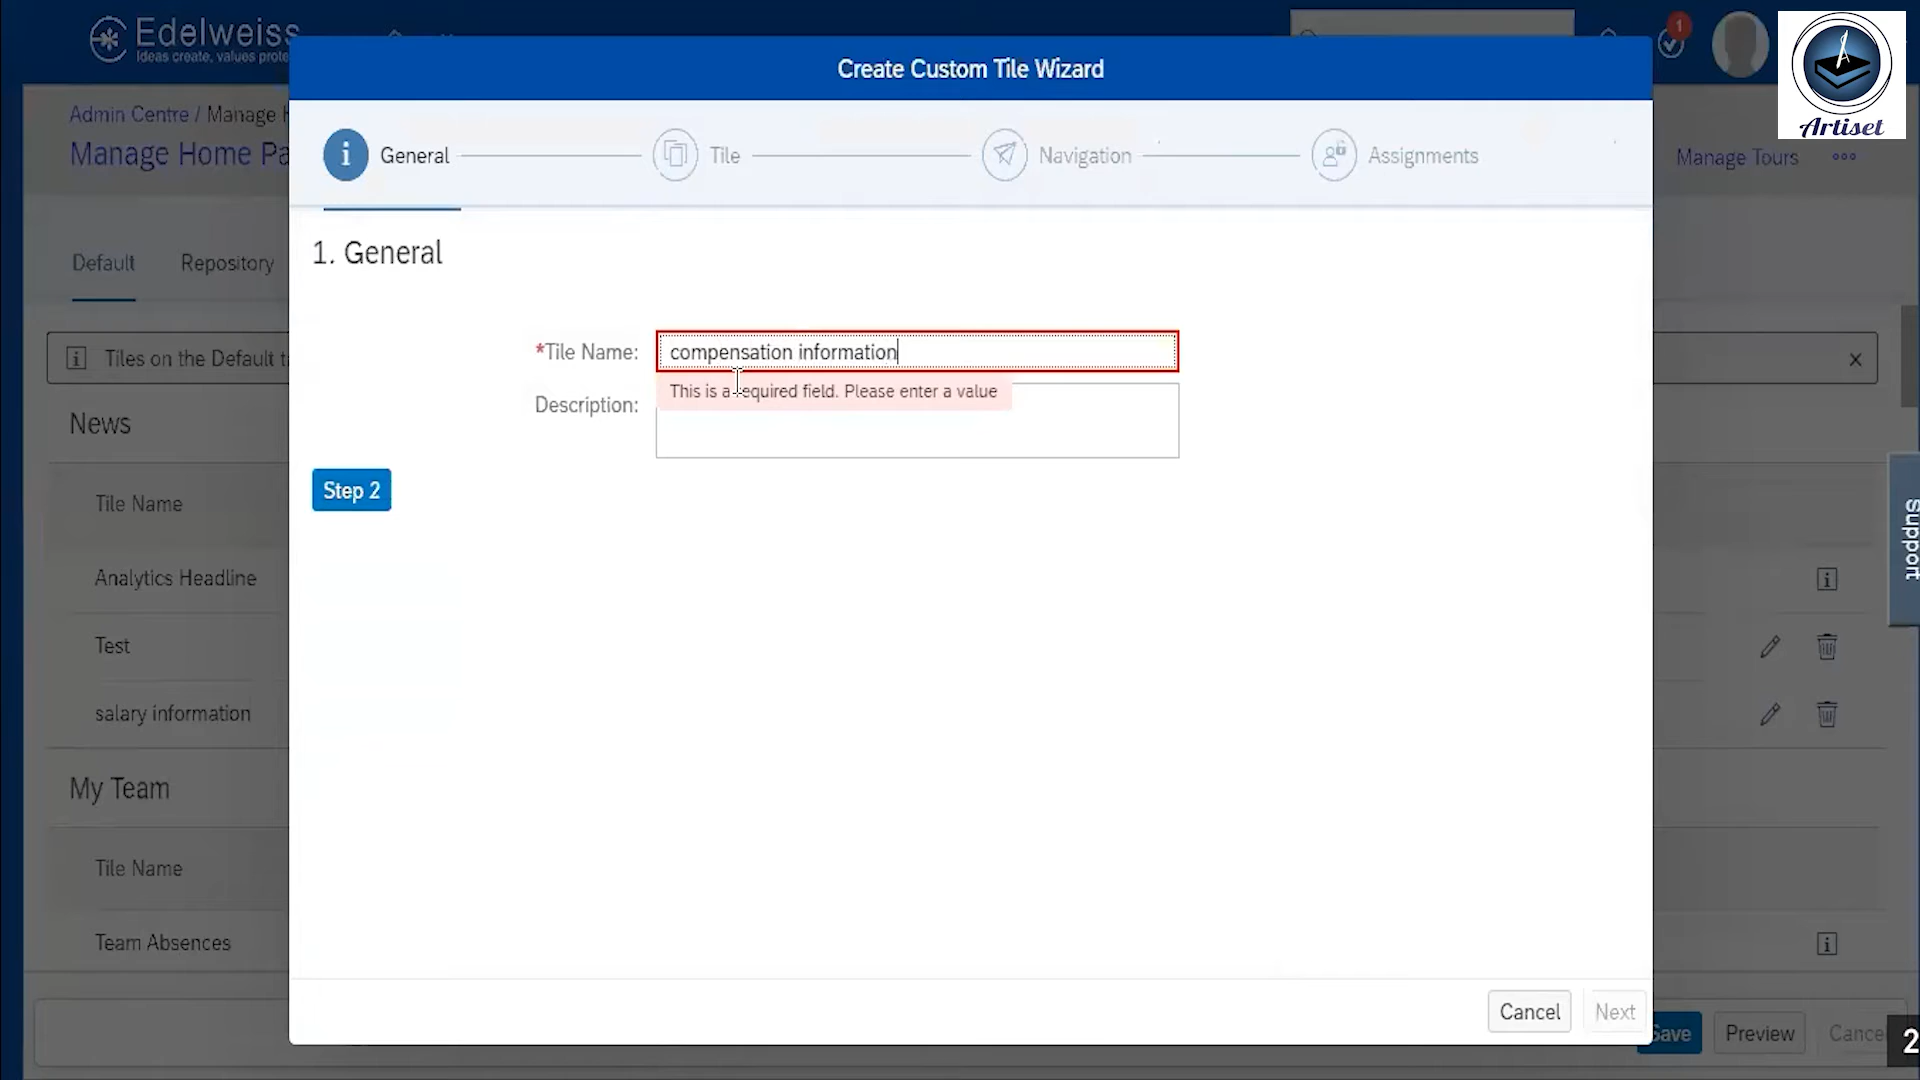 Edelweiss
Ideas create, values prote
1
Artiset
Create Custom Tile Wizard
Admin Centre / Manage
Manage Home Pa
General
Tile
Navigation
Assignments
Manage Tours
1. General
Default
Repository
*Tile Name:
compensation information
Tiles on the Default
This is a required field. Please enter a value
Description:
News
Step 2
Tile Name
Support
Analytics Headline
Test
salary information
My Team
Tile Name
Team Absences
Cancel
Next
Save
Preview
Cance
2